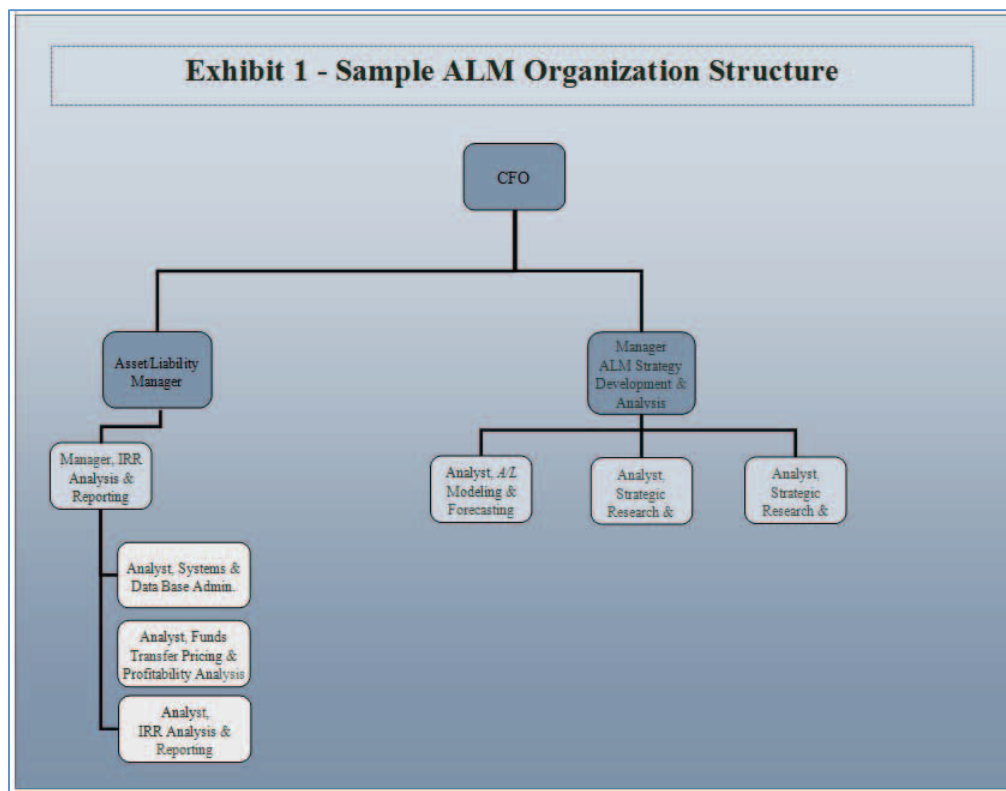 Exhibit 1 - Sample ALM Organization Structure
CFO
Asset/Liability
Manager
Manager
ALM Strategy
Development &
Analysis
Manager, IRR
Analysis &
Reporting
Analyst, A/L
Modeling &
Forecasting
Analyst,
Strategic
Research &
Analyst,
Strategic
Research &
Analyst, Systems &
Data Base Admin.
Analyst, Funds
Transfer Pricing &
Profitability Analysis
Analyst,
IRR Analysis &
Reporting